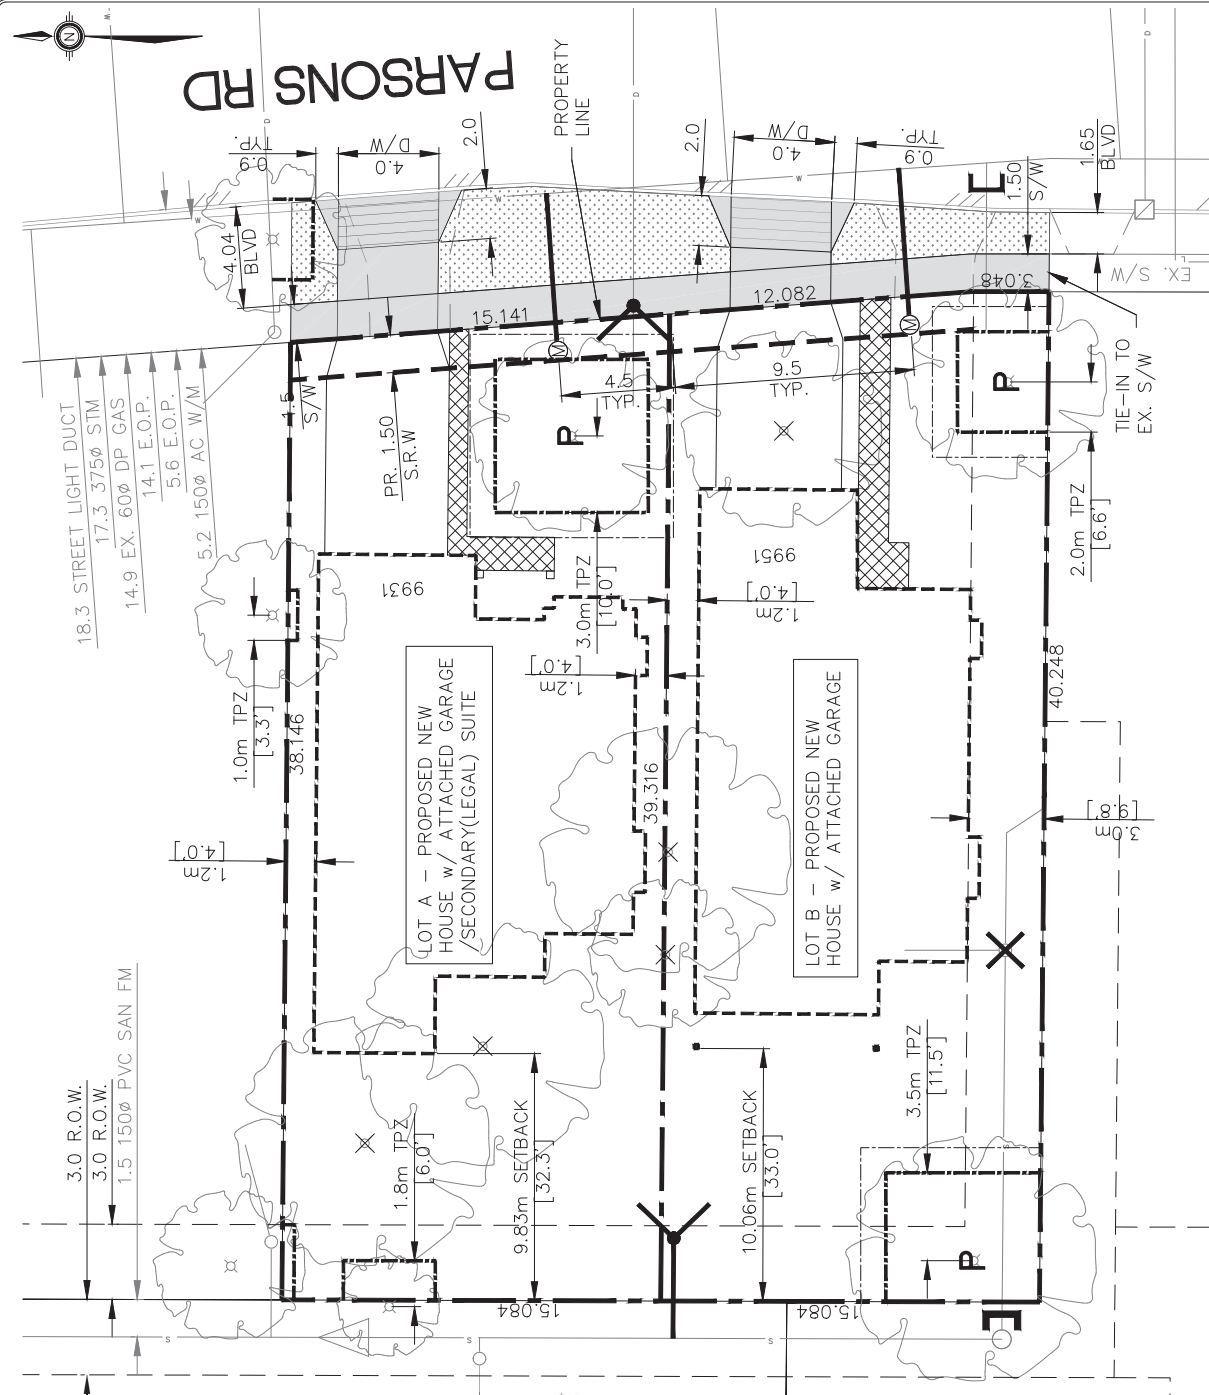 N
PARSONS RD
PROPERTY
LINE
0.9
TYP.
4.0
D/W
2.0
2.0
4.0
D/W
0.9
TYP.
1.65
BLVD
1.50
S/W
4.04
BLVD
EX. S/W
15.141
12.082
3.048
1.5
S/W
PR. 1.50
S.R.W
4.5
TYP.
9.5
TYP.
M
M
P
P
TIE-IN TO
EX. S/W
18.3 STREET LIGHT DUCT
17.3 375ø STM
14.9 EX. 60ø DP GAS
14.1 E.O.P.
5.6 E.O.P.
5.2 150ø AC W/M
2.0m TPZ
[6.6']
9931
9951
3.0m TPZ
[10.0']
1.2m
[4.0']
1.2m
[4.0']
1.0m TPZ
[3.3']
38.146
LOT A - PROPOSED NEW
HOUSE w/ ATTACHED GARAGE
/SECONDARY(LEGAL) SUITE
39.316
LOT B - PROPOSED NEW
HOUSE w/ ATTACHED GARAGE
40.248
3.0m
[9.8']
1.2m
[4.0']
3.0 R.O.W.
3.0 R.O.W.
1.5 150ø PVC SAN FM
1.8m TPZ
[6.0']
9.83m SETBACK
[32.3']
10.06m SETBACK
[33.0']
3.5m TPZ
[11.5']
P
15.084
15.084
S
S
S
W
W
W
D
D
D